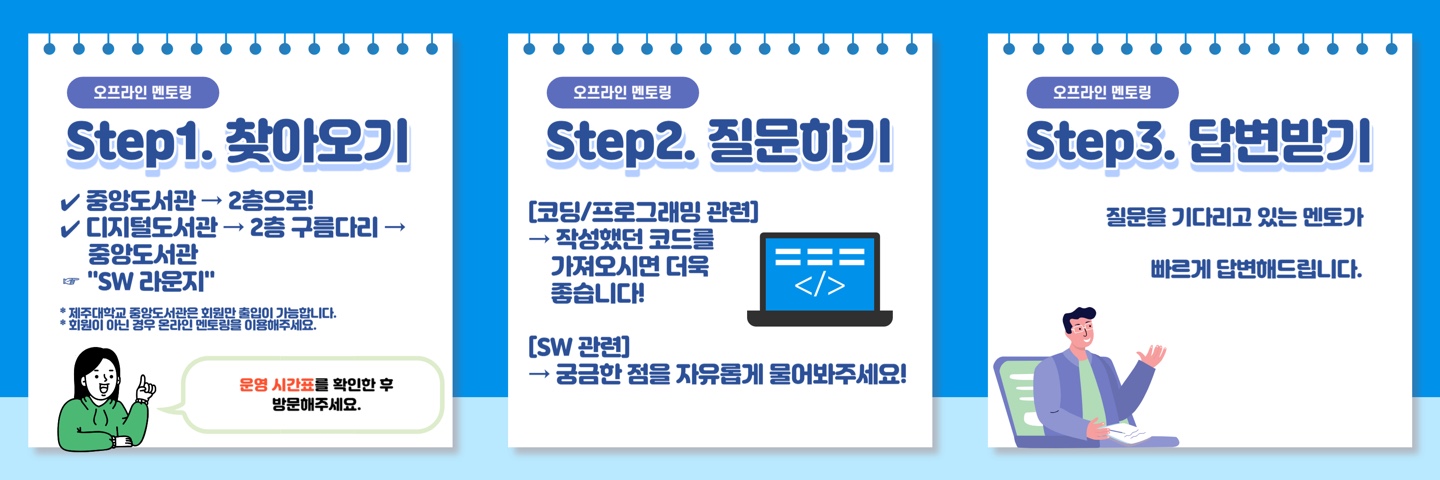 오프라인 멘토링
Step1. 찾아오기
✔ 중앙도서관 → 2층으로!
✔ 디지털도서관 → 2층 구름다리 →
중앙도서관
☞ "SW 라운지"
* 제주대학교 중앙도서관은 회원만 출입이 가능합니다.
* 회원이 아닌 경우 온라인 멘토링을 이용해주세요.
운영 시간표를 확인한 후
방문해주세요.
오프라인 멘토링
Step2. 질문하기
[코딩/프로그래밍 관련]
→ 작성했던 코드를
가져오시면 더욱
좋습니다!
</>
[SW 관련]
→ 궁금한 점을 자유롭게 물어봐주세요!
오프라인 멘토링
Step3. 답변받기
질문을 기다리고 있는 멘토가
빠르게 답변해드립니다.